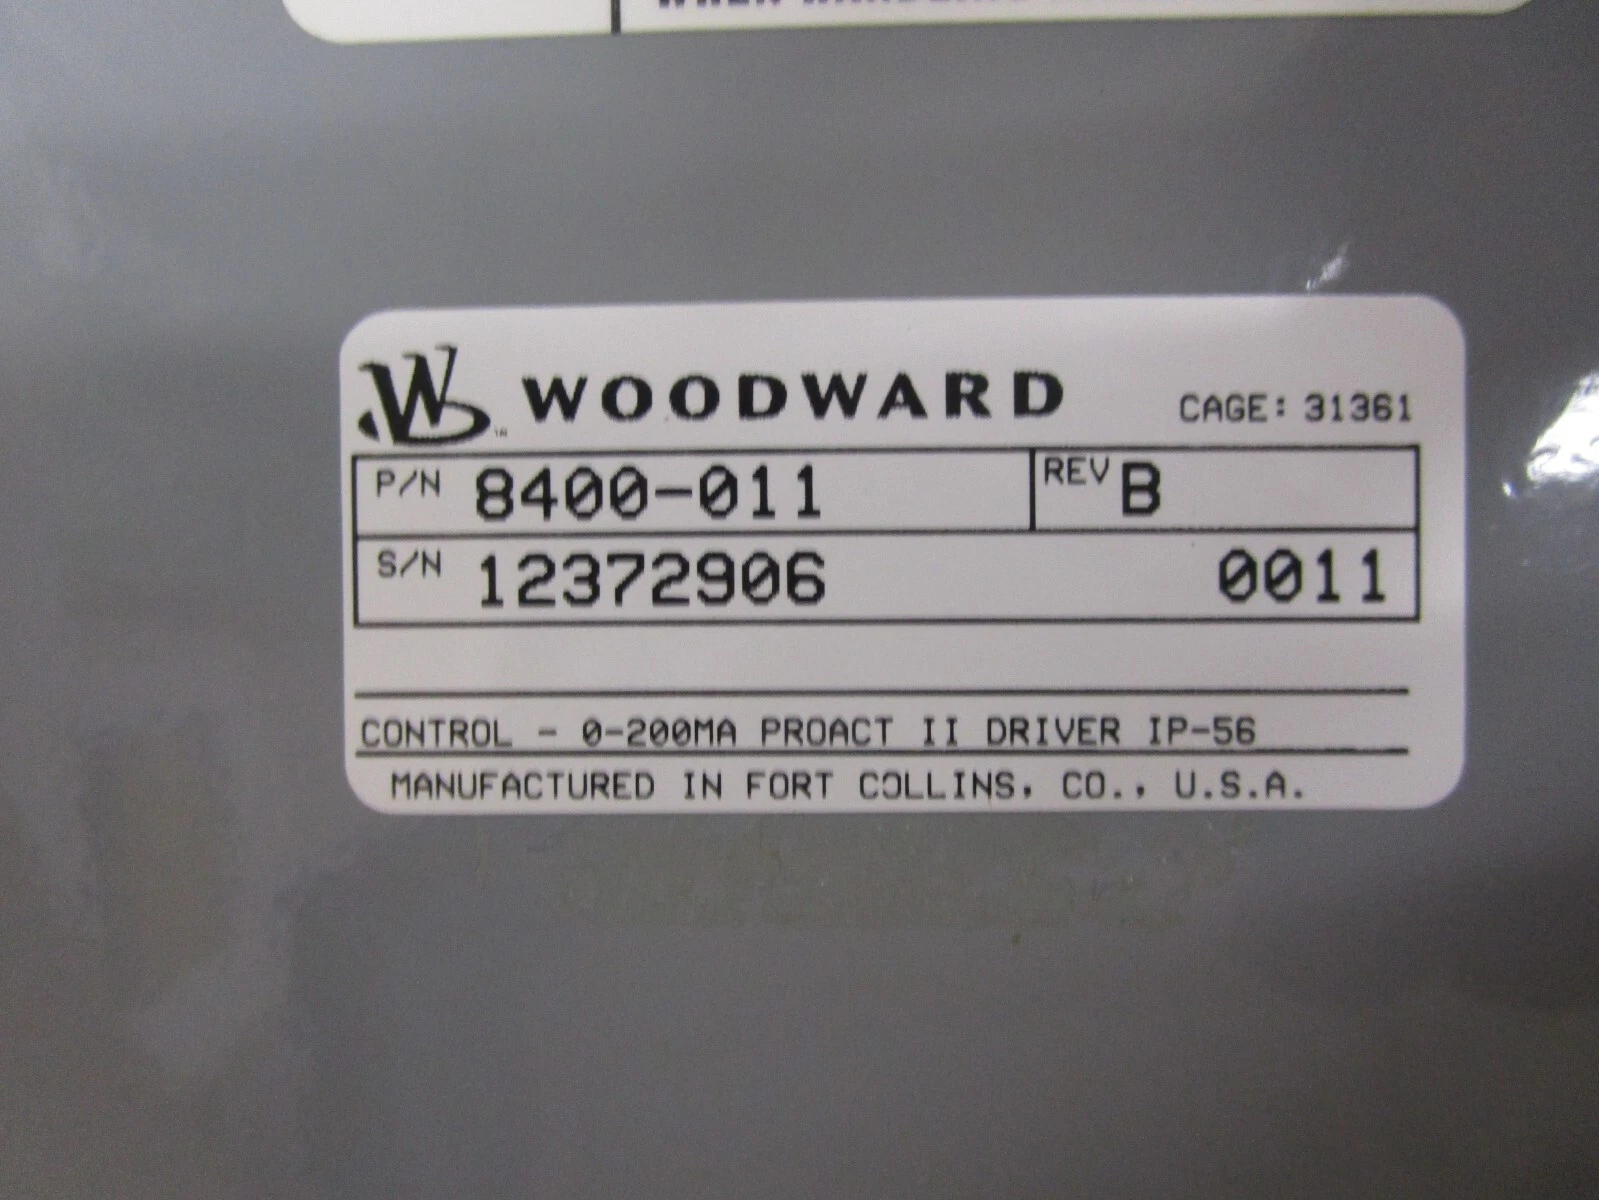 WOODWARD CAGE: 31361
P/N 8400-011 REV B
S/N 12372906 0011
CONTROL - 0-200MA PROACT II DRIVER IP-56
MANUFACTURED IN FORT COLLINS, CO., U.S.A.